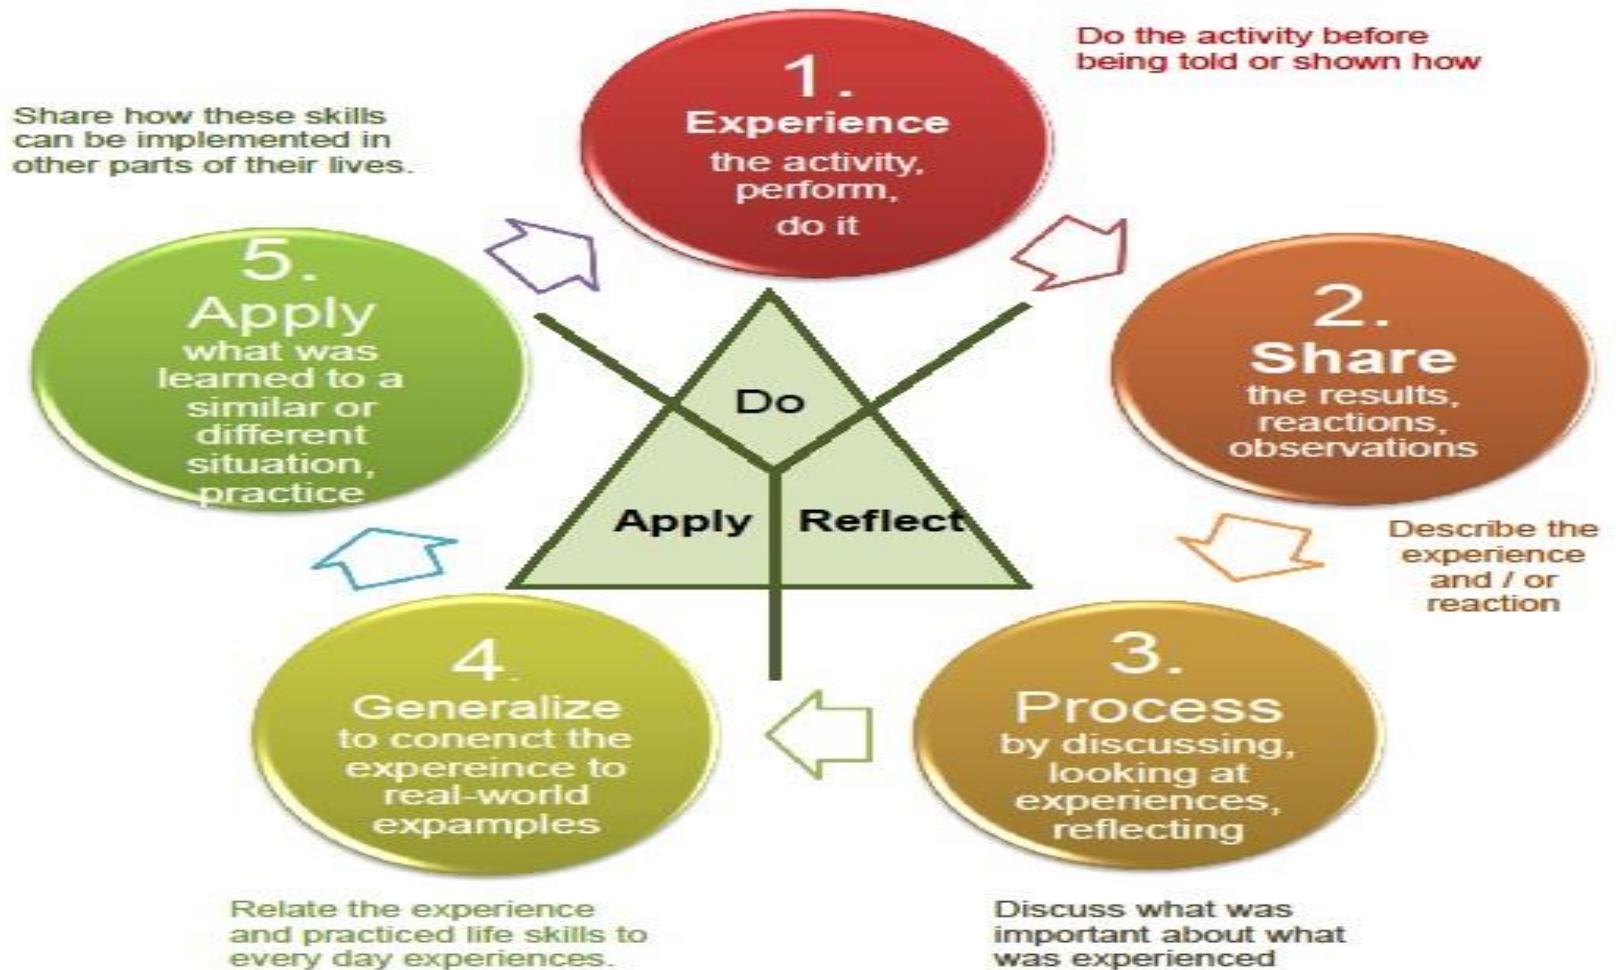 1.
Experience
the activity,
perform,
do it
Do the activity before
being told or shown how
2.
Share
the results,
reactions,
observations
Describe the
experience
and / or
reaction
3.
Process
by discussing,
looking at
experiences,
reflecting
Discuss what was
important about what
was experienced
4.
Generalize
to conenct the
expereince to
real-world
expamples
Relate the experience
and practiced life skills to
every day experiences.
5.
Apply
what was
learned to a
similar or
different
situation,
practice
Share how these skills
can be implemented in
other parts of their lives.
Do
Apply
Reflect